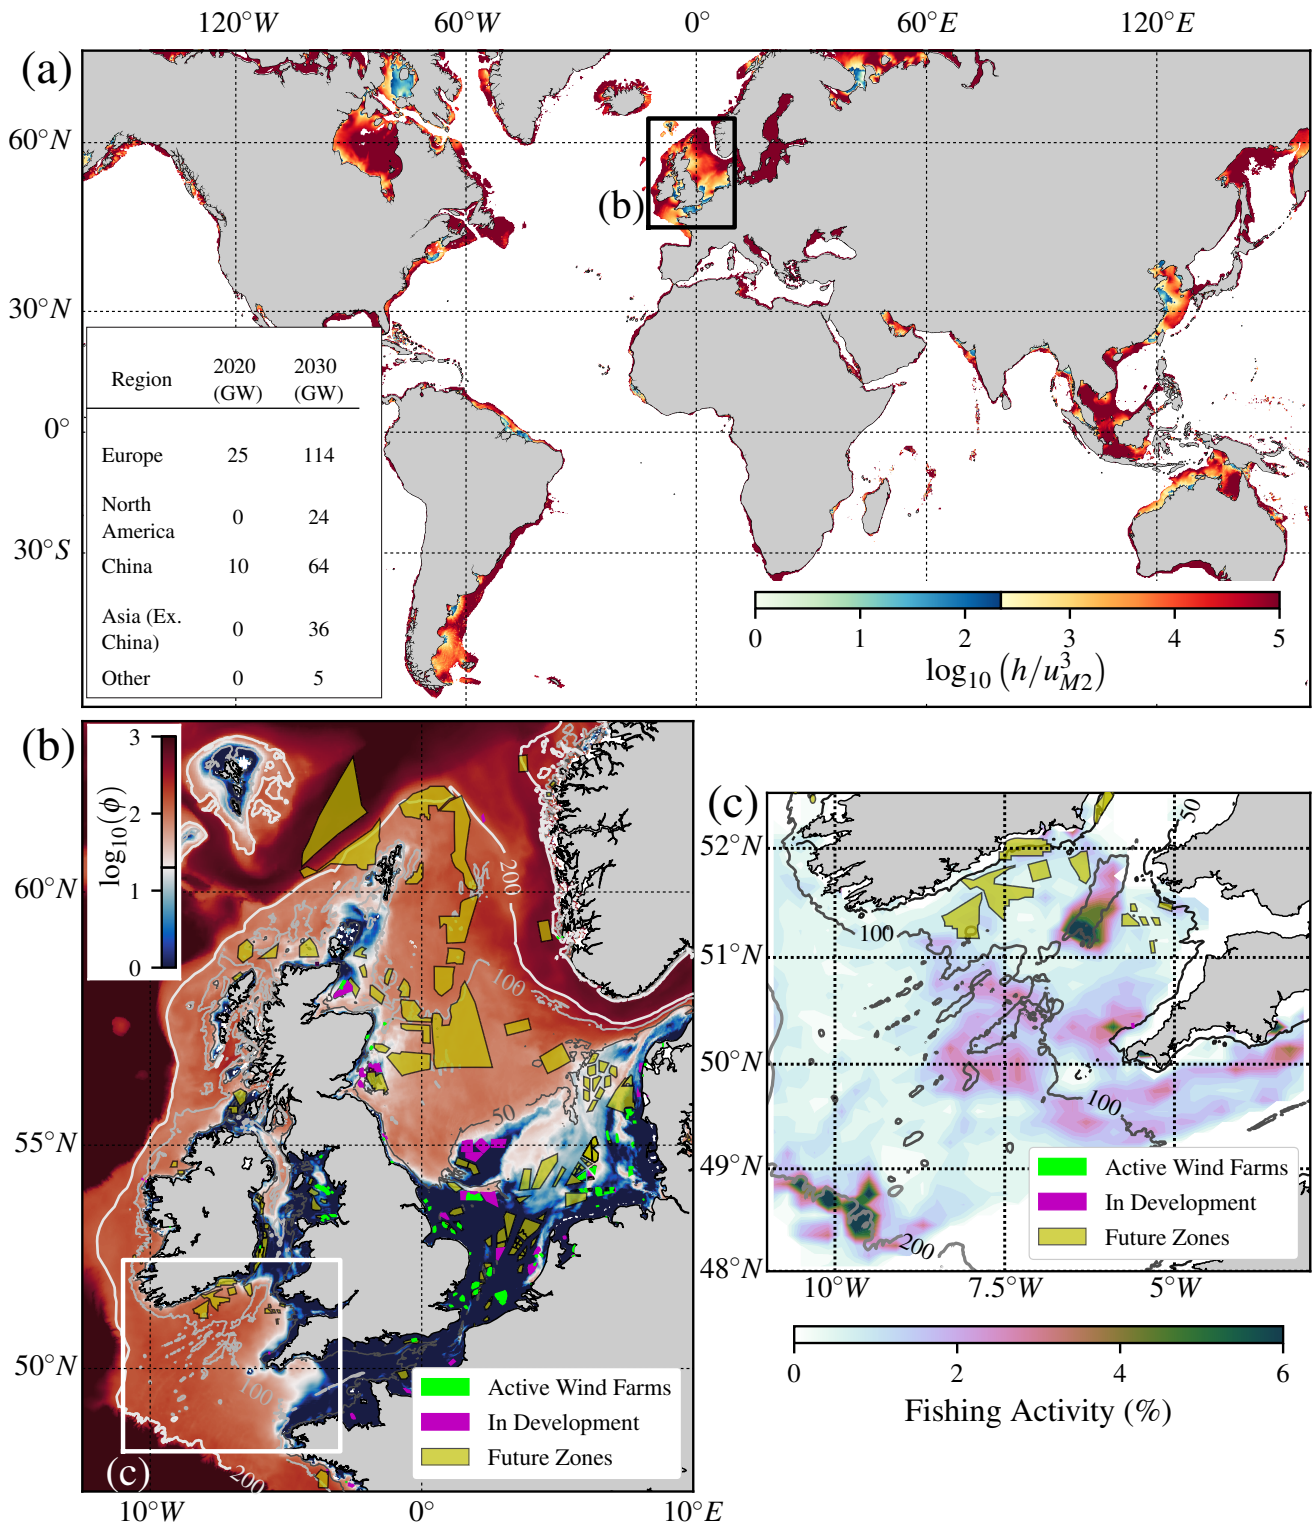 120°W 60°W 0° 60°E 120°E
(a)
60°N
(b)
30°N
0°
30°S
Region 2020 (GW) 2030 (GW)
Europe 25 114
North America 0 24
China 10 64
Asia (Ex. China) 0 36
Other 0 5
0 1 2 3 4 5
log10 (h/u³M2)
(b)
3
2
1
0
log10(ϕ)
60°N
55°N
50°N
200
100
50
100
200
(c)
Active Wind Farms
In Development
Future Zones
10°W 0° 10°E
(c)
52°N
51°N
50°N
49°N
48°N
50
100
100
200
Active Wind Farms
In Development
Future Zones
10°W 7.5°W 5°W
0 2 4 6
Fishing Activity (%)